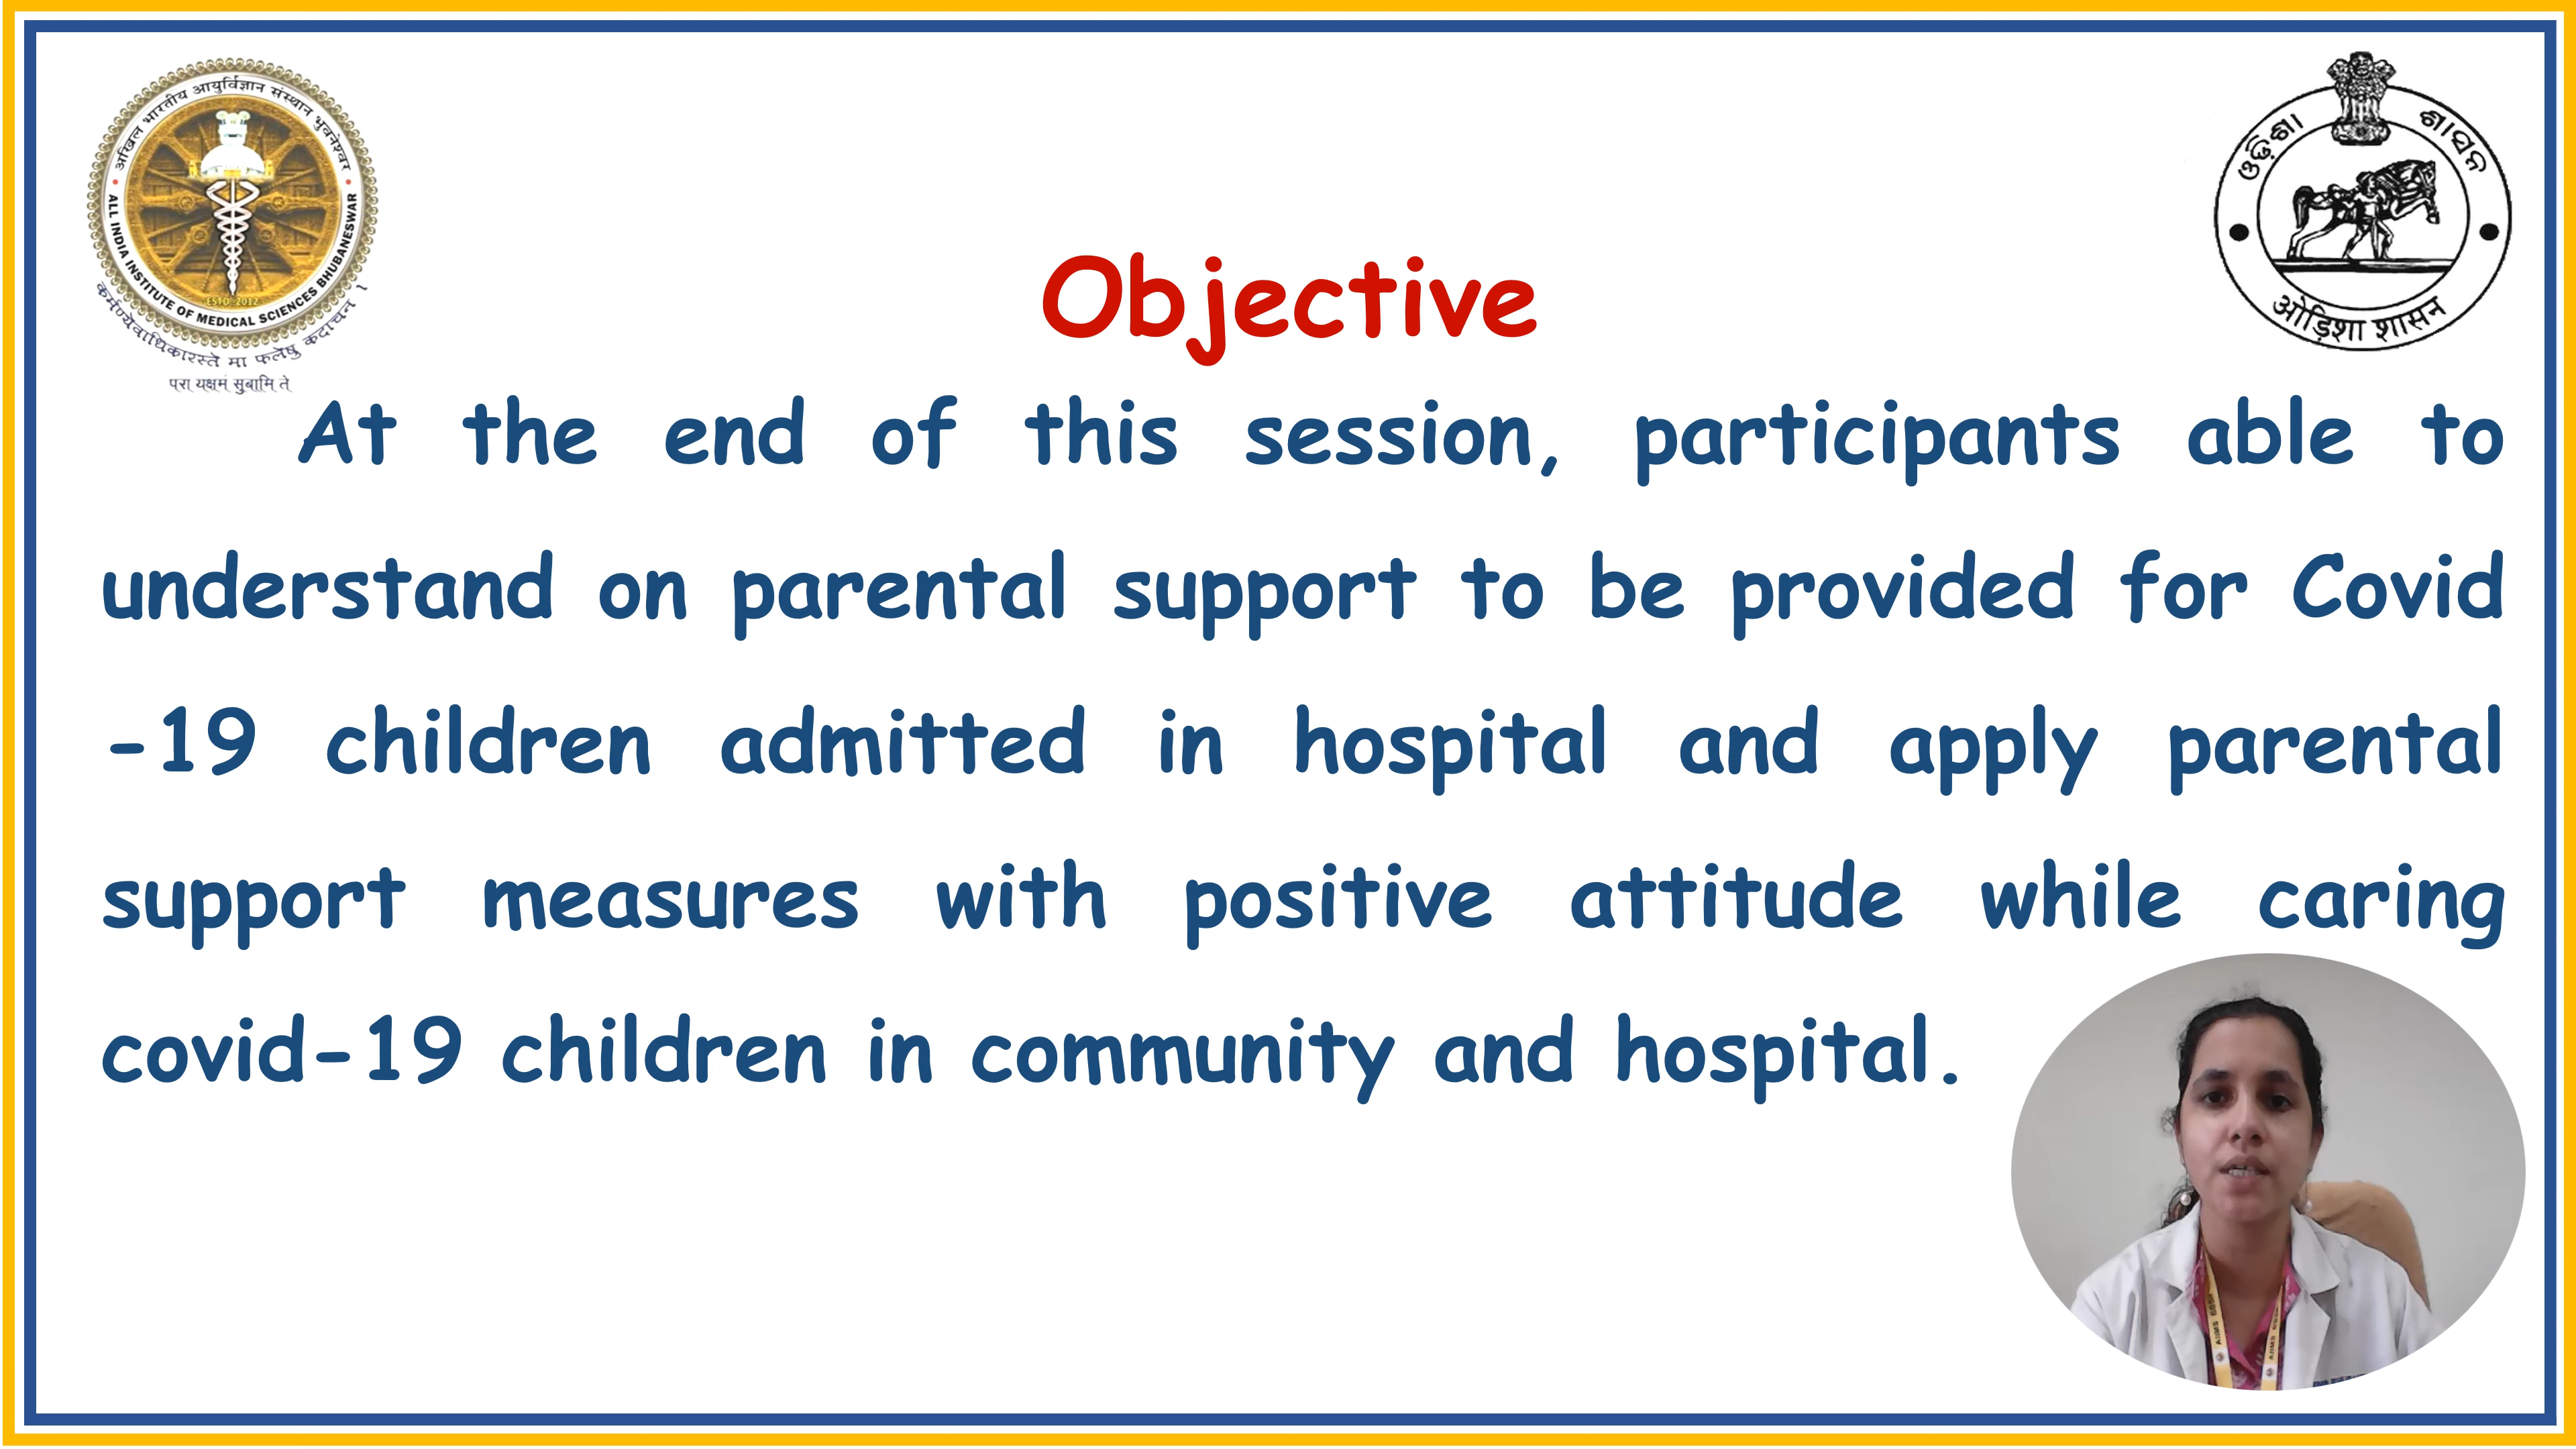 अखिल भारतीय आयुर्विज्ञान संस्थान भुवनेश्वर
ALL INDIA INSTITUTE OF MEDICAL SCIENCES BHUBANESWAR
ESTD. 2012
कर्मण्येवाधिकारस्ते मा फलेषु कदाचन ।
परा यक्षमं सुबामि ते
ଓଡ଼ିଶା ଶାସନ
ओड़िशा शासन
Objective
At the end of this session, participants able to
understand on parental support to be provided for Covid
-19 children admitted in hospital and apply parental
support measures with positive attitude while caring
covid-19 children in community and hospital.
AIIMS
AIIMS